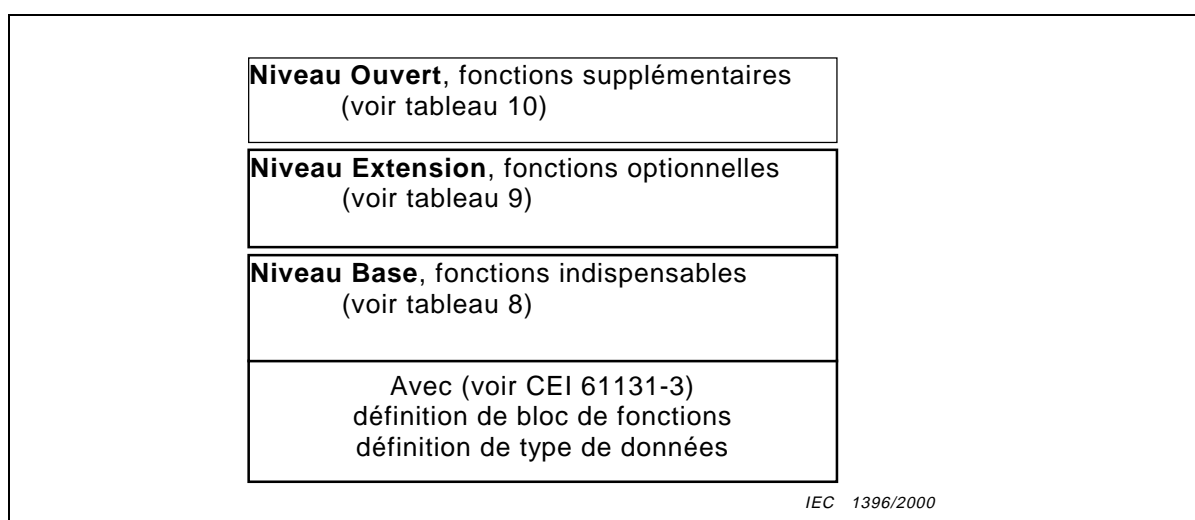 Niveau Ouvert, fonctions supplémentaires
(voir tableau 10)
Niveau Extension, fonctions optionnelles
(voir tableau 9)
Niveau Base, fonctions indispensables
(voir tableau 8)
Avec (voir CEI 61131-3)
définition de bloc de fonctions
définition de type de données
IEC 1396/2000